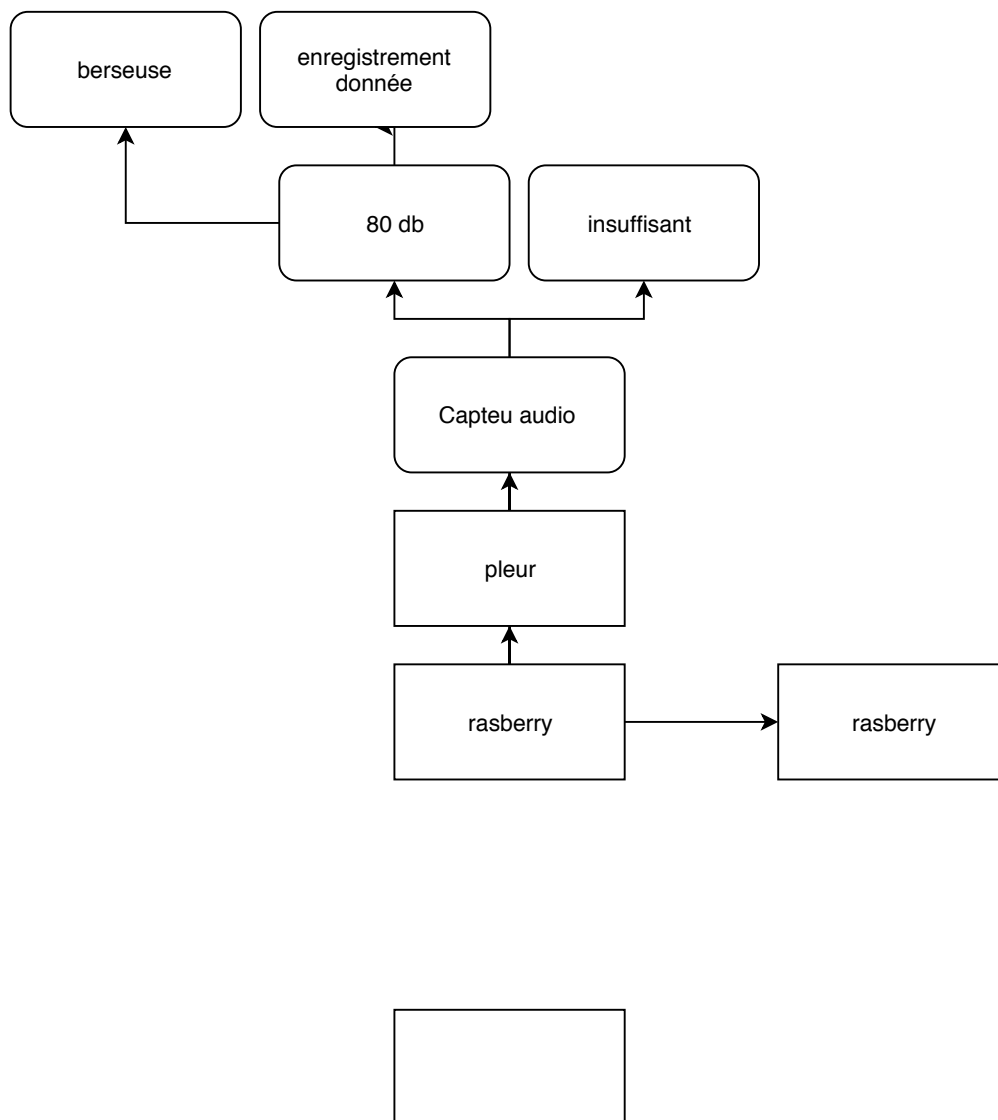 berseuse
enregistrement
donnée
80 db
insuffisant
Capteu audio
pleur
rasberry
rasberry